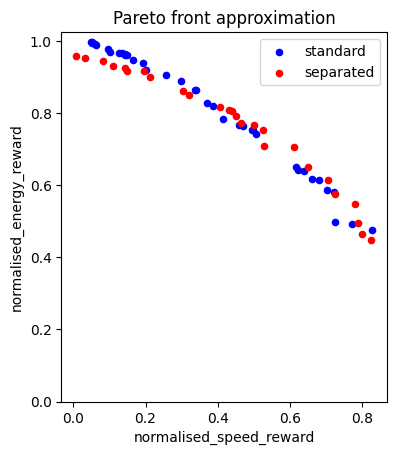 Pareto front approximation
standard
separated
normalised_energy_reward
1.0
0.8
0.6
0.4
0.2
0.0
0.0 0.2 0.4 0.6 0.8
normalised_speed_reward